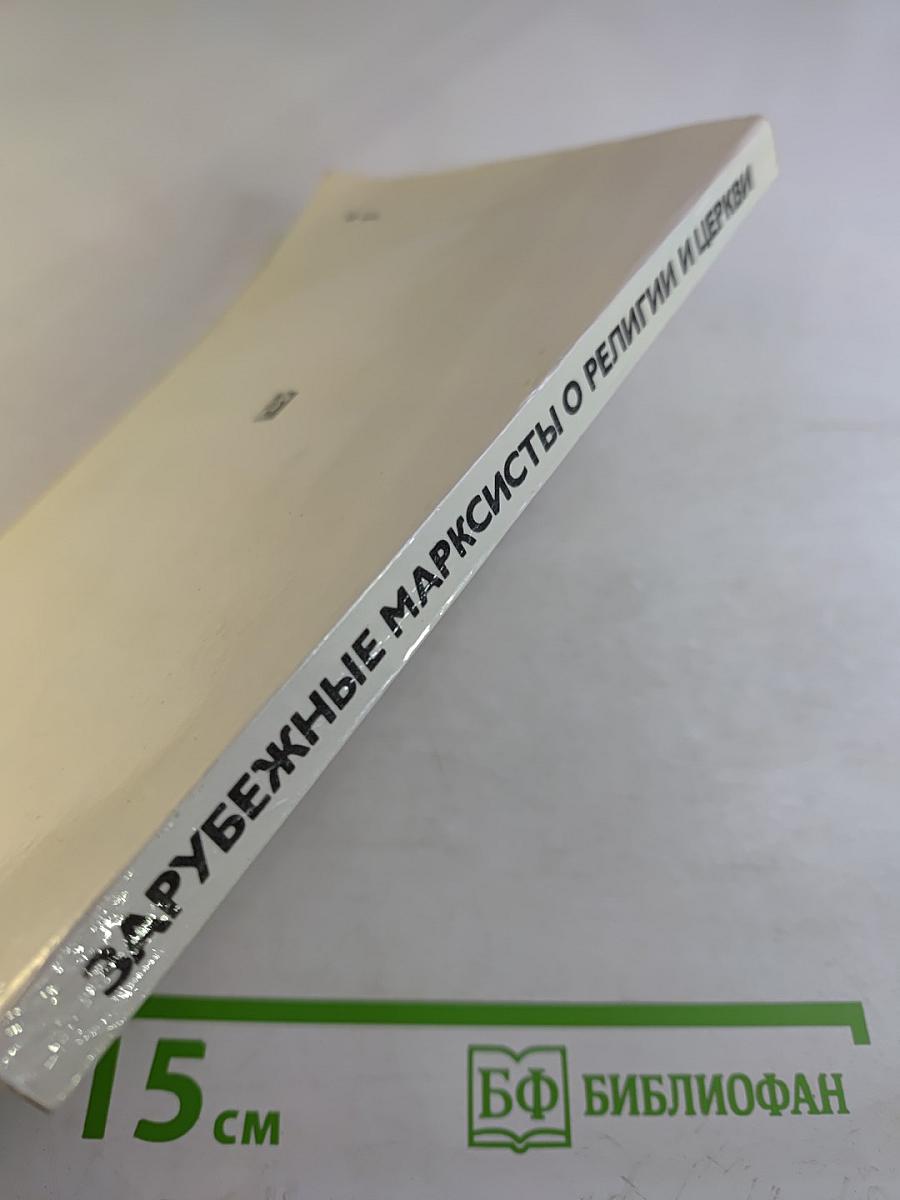 ЗАРУБЕЖНЫЕ МАРКСИСТЫ О РЕЛИГИИ И ЦЕРКВИ
15 см
БФ БИБЛИОФАН